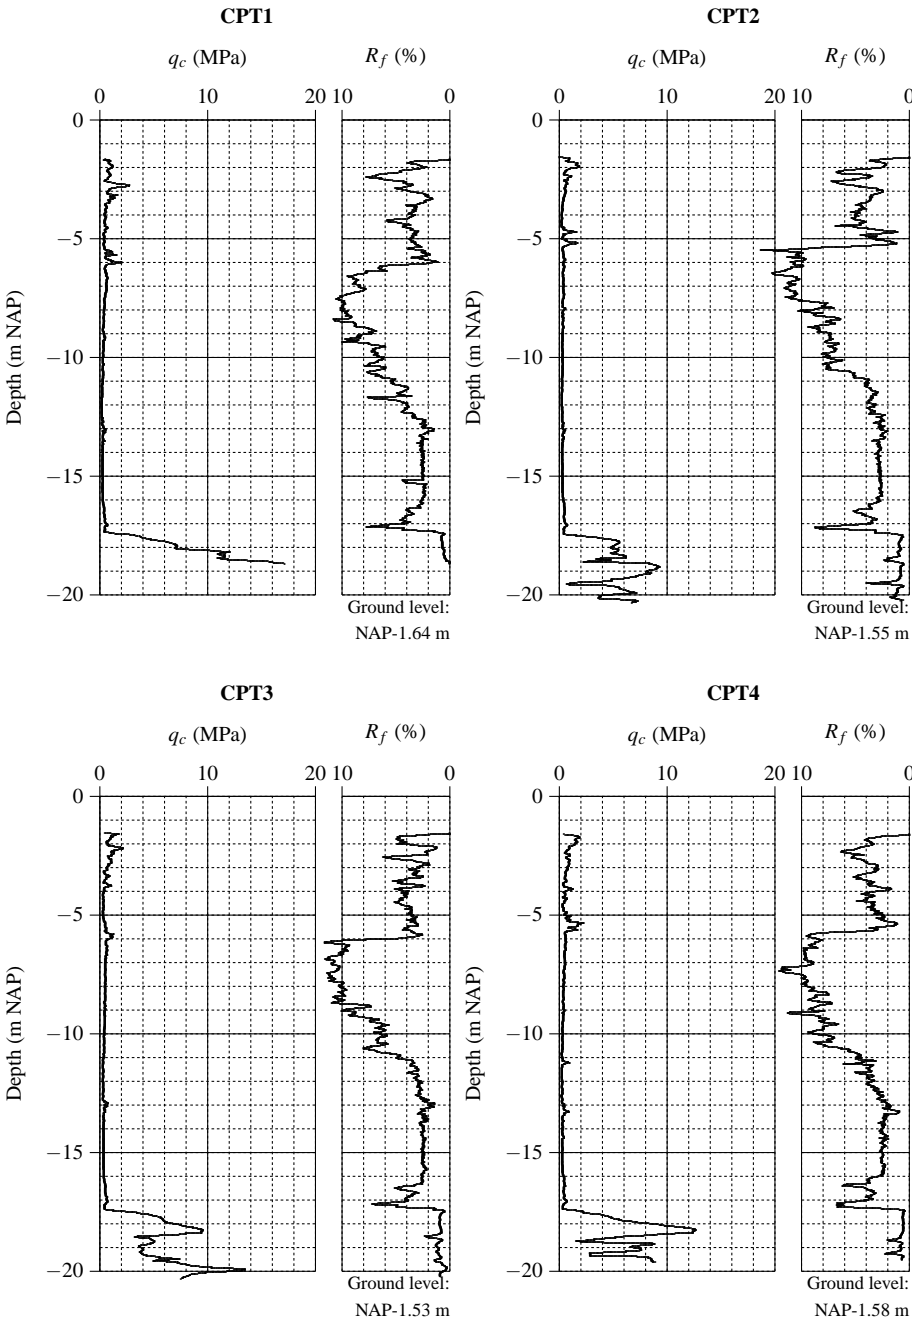 CPT1
q_c (MPa) R_f (%)
0 10 20 10 0
0
−5
−10
−15
−20
Depth (m NAP)
Ground level:
NAP-1.64 m
CPT2
q_c (MPa) R_f (%)
0 10 20 10 0
Depth (m NAP)
0
−5
−10
−15
−20
Ground level:
NAP-1.55 m
CPT3
q_c (MPa) R_f (%)
0 10 20 10 0
0
−5
−10
−15
−20
Depth (m NAP)
Ground level:
NAP-1.53 m
CPT4
q_c (MPa) R_f (%)
0 10 20 10 0
Depth (m NAP)
0
−5
−10
−15
−20
Ground level:
NAP-1.58 m